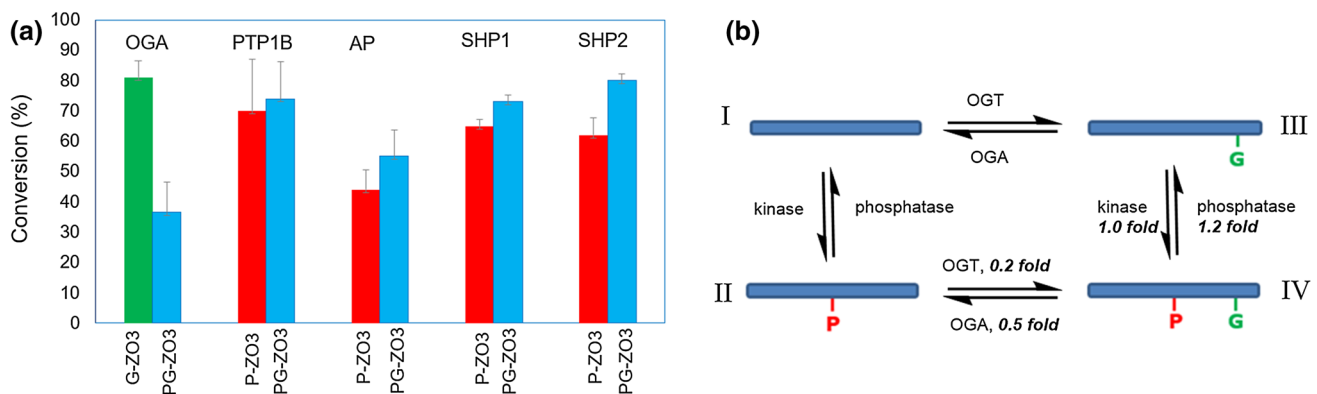 (a)
Conversion (%)
100
90
80
70
60
50
40
30
20
10
0
OGA
PTP1B
AP
SHP1
SHP2
G-ZO3
PG-ZO3
P-ZO3
PG-ZO3
P-ZO3
PG-ZO3
P-ZO3
PG-ZO3
P-ZO3
PG-ZO3
(b)
I
OGT
OGA
III
G
kinase
phosphatase
kinase
1.0 fold
phosphatase
1.2 fold
II
OGT, 0.2 fold
OGA, 0.5 fold
IV
P
P
G